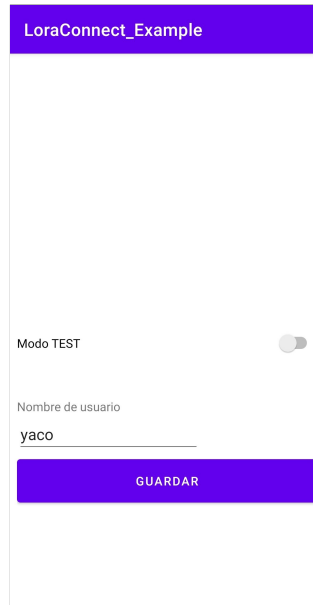 LoraConnect_Example
Modo TEST
Nombre de usuario
yaco
GUARDAR